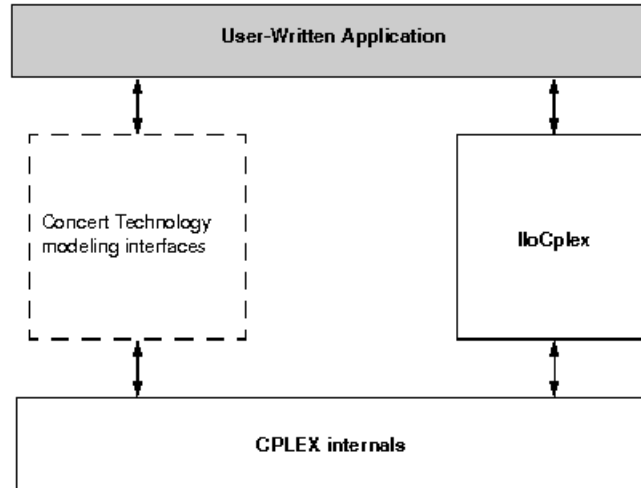 User-Written Application
Concert Technology
modeling interfaces
IloCplex
CPLEX internals